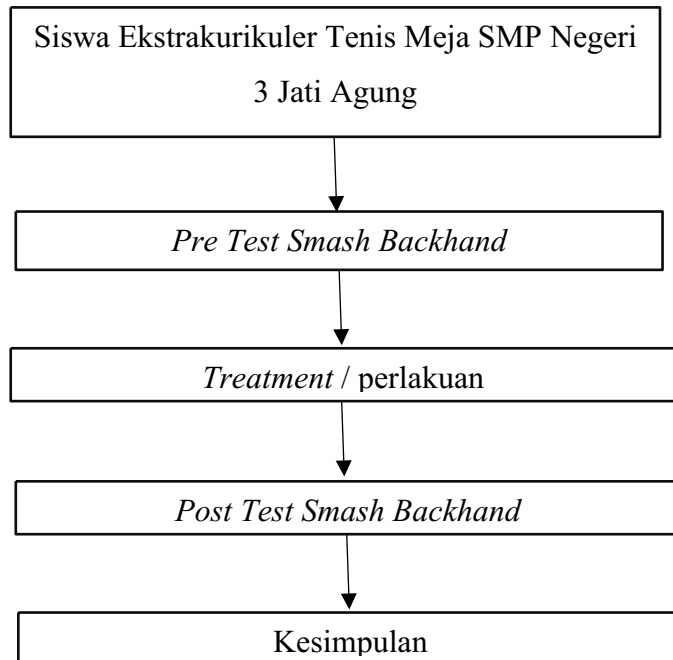 Siswa Ekstrakurikuler Tenis Meja SMP Negeri
3 Jati Agung
Pre Test Smash Backhand
Treatment / perlakuan
Post Test Smash Backhand
Kesimpulan